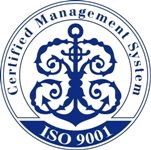 Certified Management System
ISO 9001